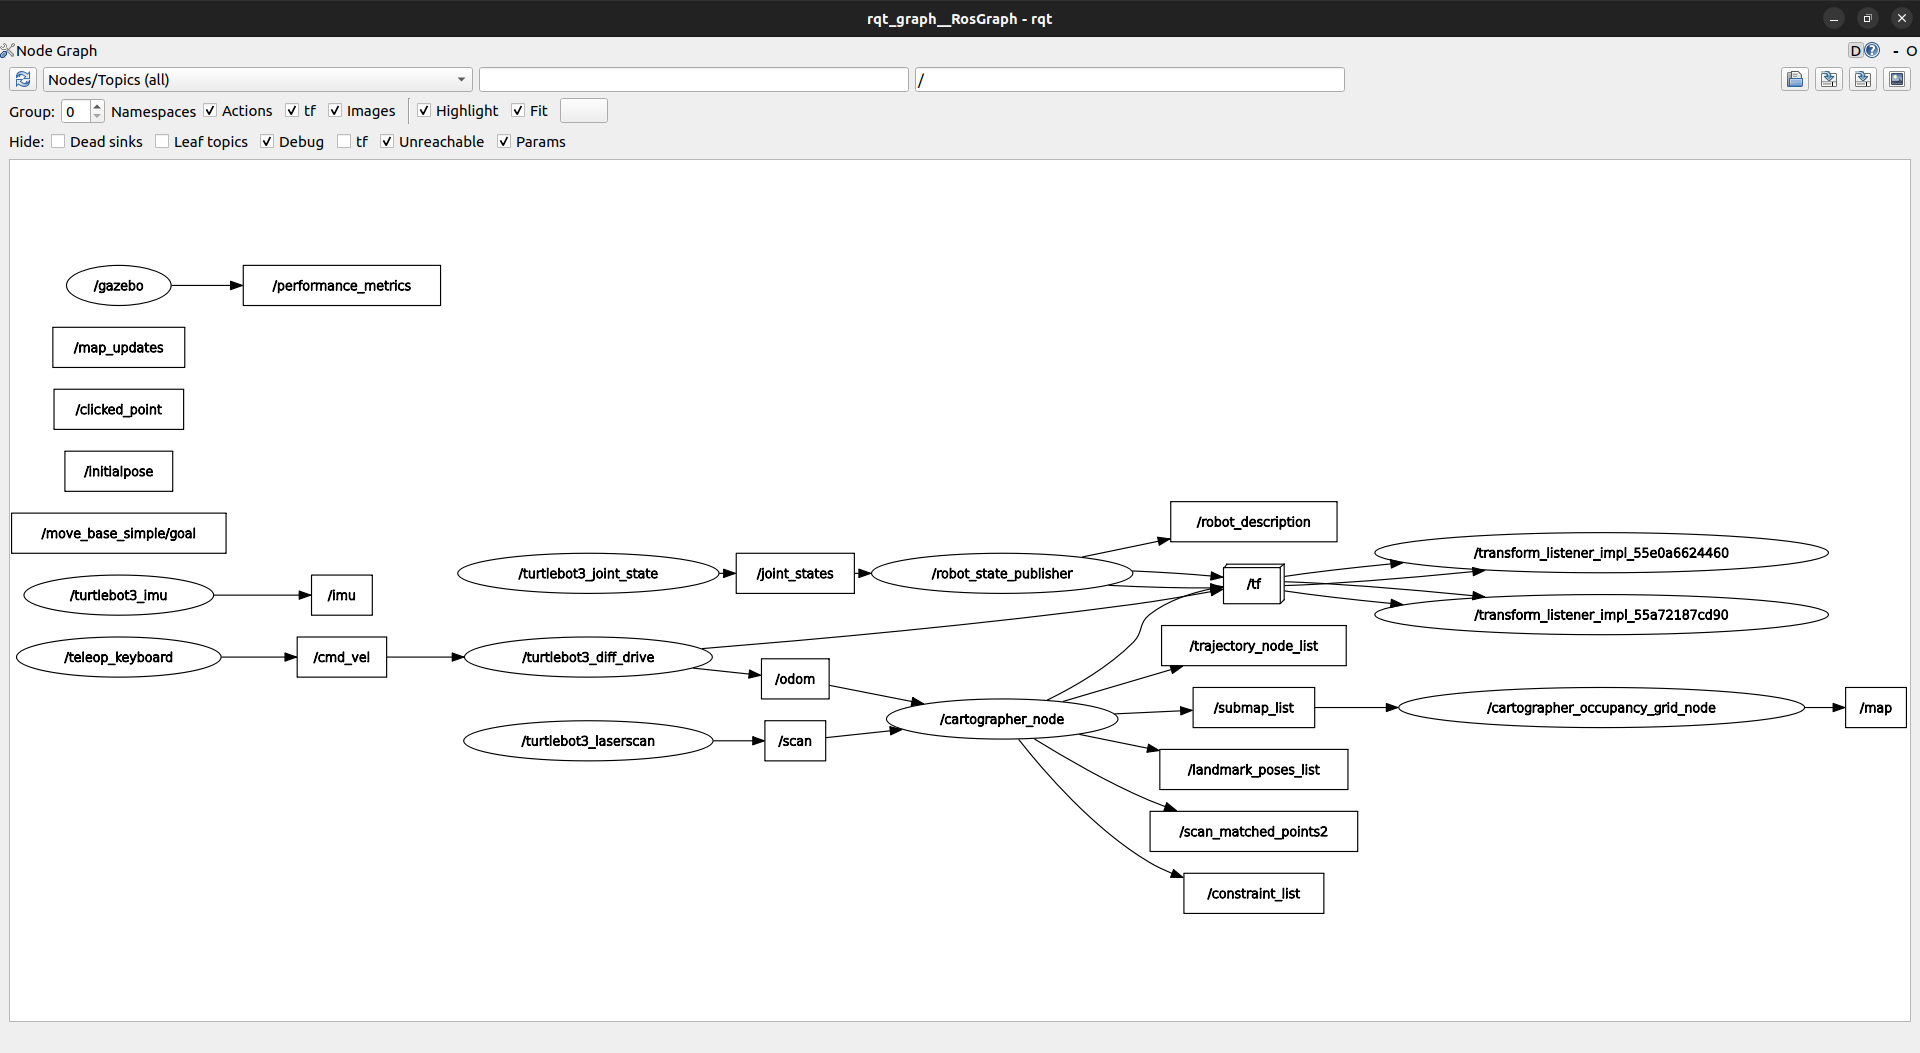 rqt_graph__RosGraph - rqt
Node Graph
D
- O
Nodes/Topics (all)
/
Group: 0 Namespaces Actions tf Images Highlight Fit
Hide: Dead sinks Leaf topics Debug tf Unreachable Params
/gazebo
/performance_metrics
/map_updates
/clicked_point
/initialpose
/move_base_simple/goal
/turtlebot3_imu
/imu
/teleop_keyboard
/cmd_vel
/turtlebot3_joint_state
/joint_states
/robot_state_publisher
/turtlebot3_diff_drive
/odom
/turtlebot3_laserscan
/scan
/cartographer_node
/robot_description
/tf
/trajectory_node_list
/submap_list
/landmark_poses_list
/scan_matched_points2
/constraint_list
/transform_listener_impl_55e0a6624460
/transform_listener_impl_55a72187cd90
/cartographer_occupancy_grid_node
/map